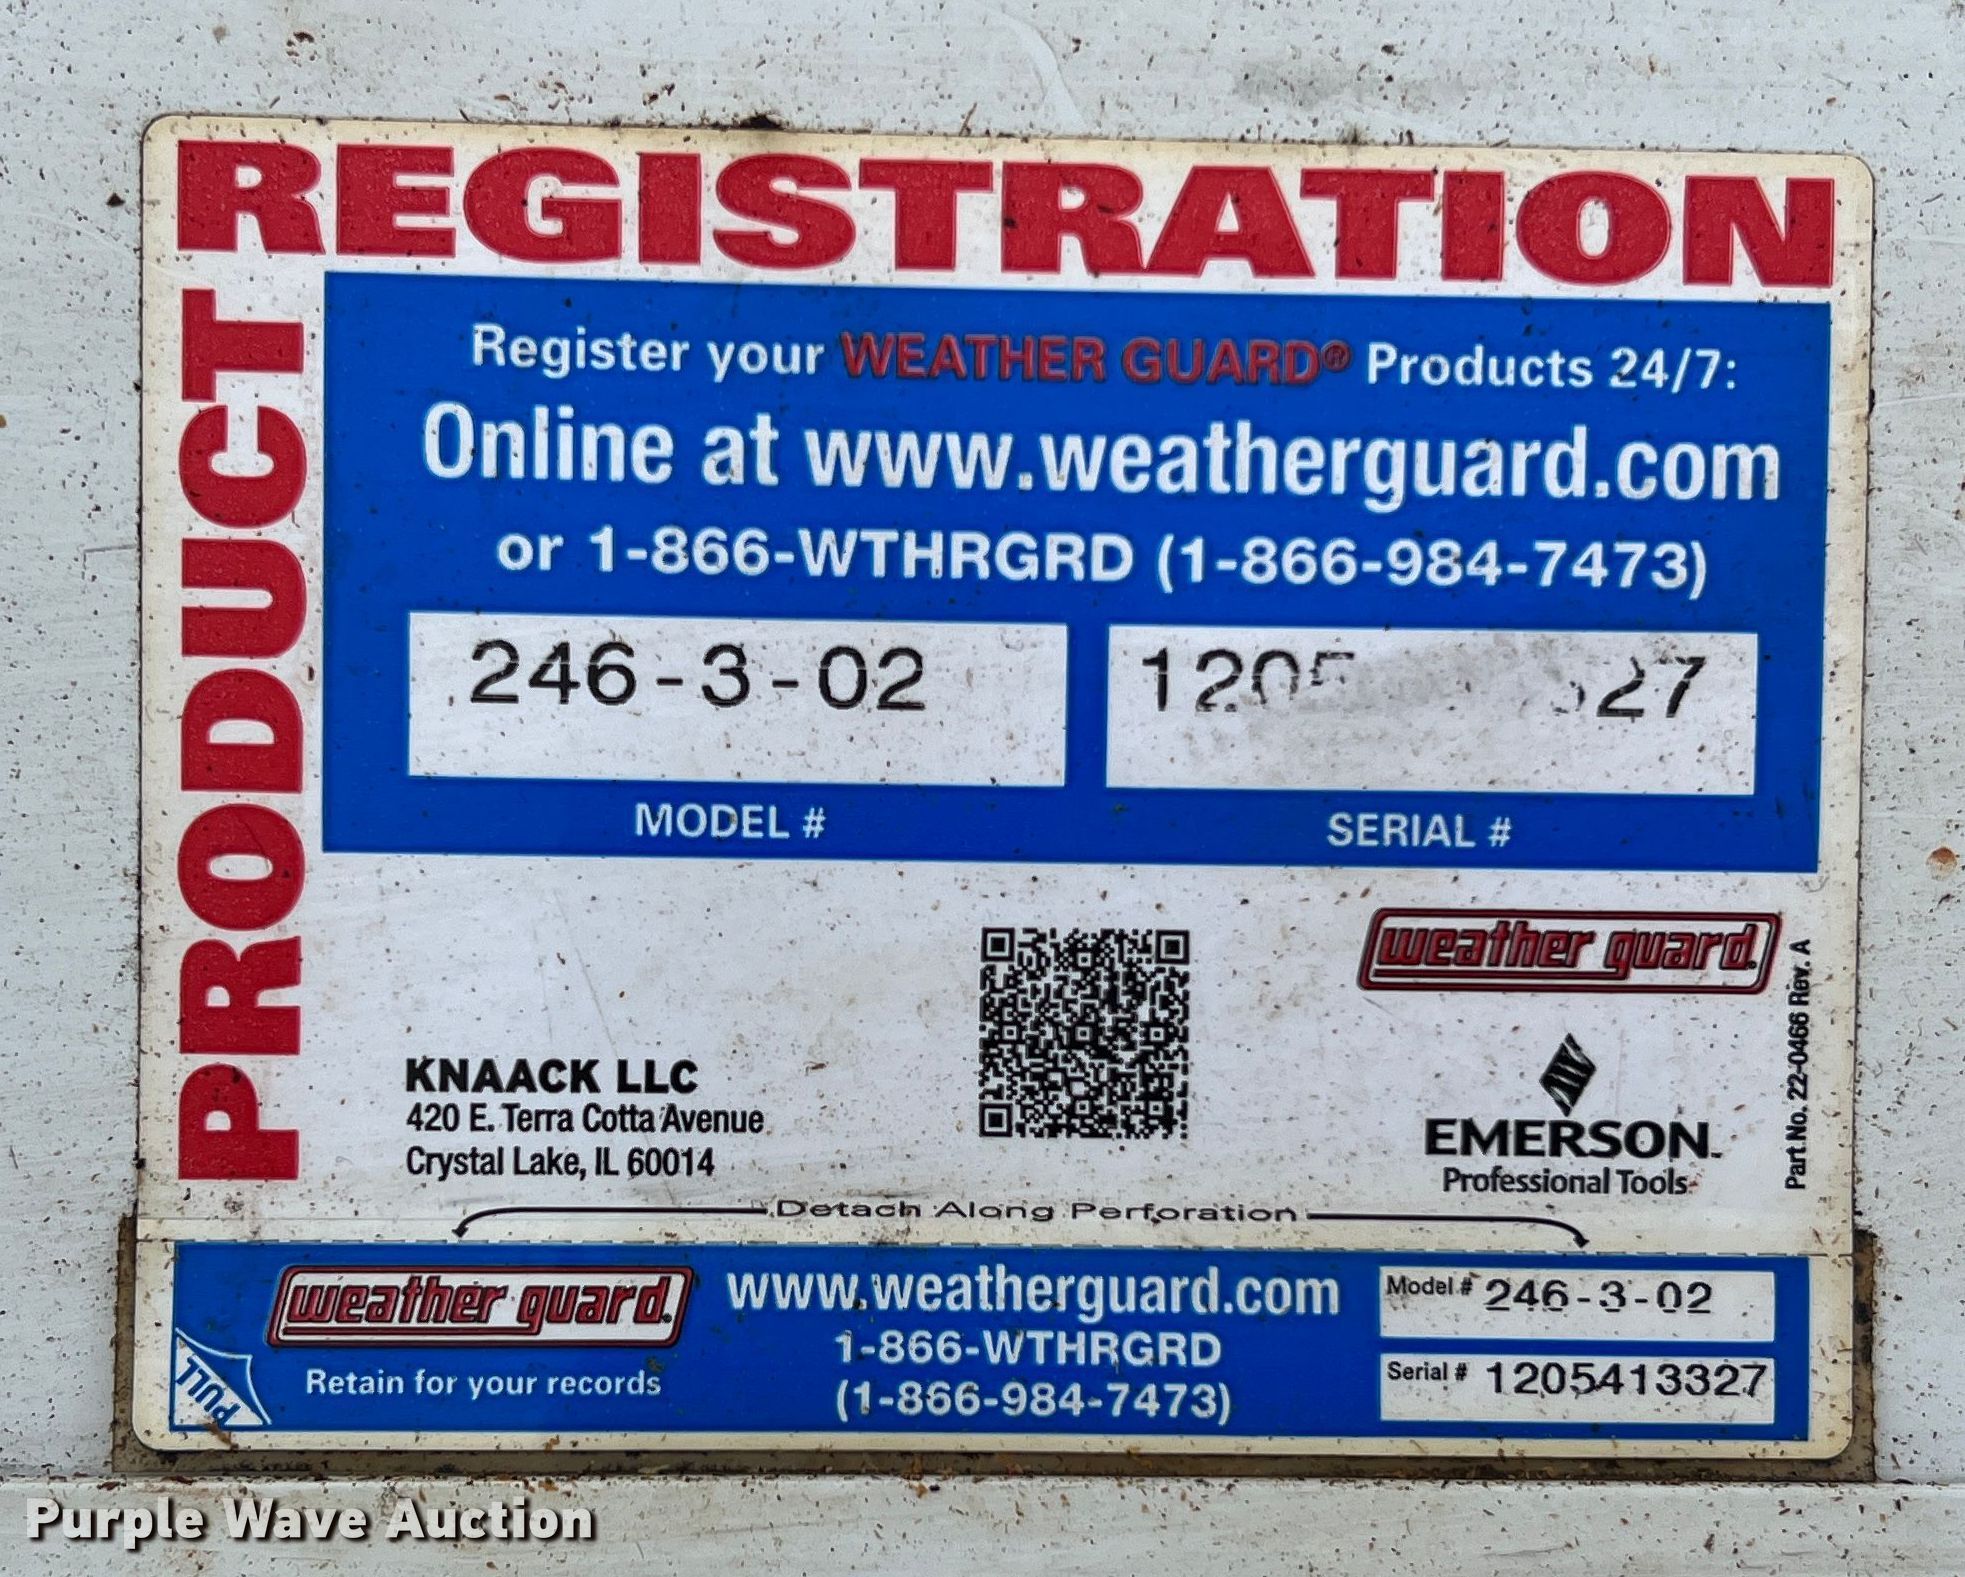 PRODUCT REGISTRATION
Register your WEATHER GUARD® Products 24/7:
Online at www.weatherguard.com
or 1-866-WTHRGRD (1-866-984-7473)
246-3-02
MODEL #
SERIAL #
weather guard.
KNAACK LLC
420 E. Terra Cotta Avenue
Crystal Lake, IL 60014
EMERSON™
Professional Tools
Part No. 22-0466 Rev. A
Detach Along Perforation
PULL
weather guard.
Retain for your records
www.weatherguard.com
1-866-WTHRGRD
(1-866-984-7473)
Model # 246-3-02
Serial # 1205413327
Purple Wave Auction